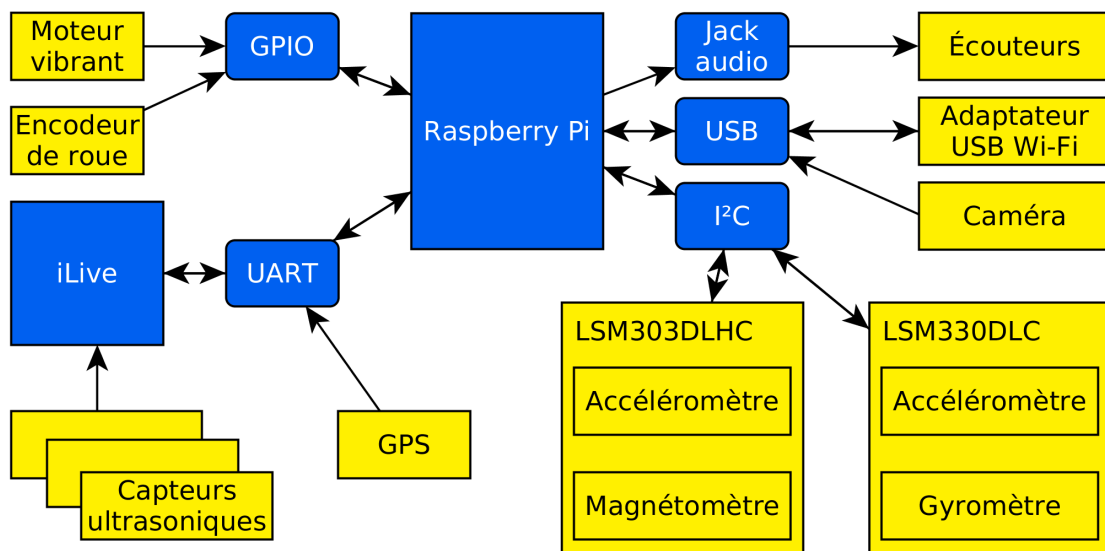 Moteur
vibrant
GPIO
Encodeur
de roue
Raspberry Pi
Jack
audio
Écouteurs
USB
Adaptateur
USB Wi-Fi
I²C
Caméra
iLive
UART
GPS
Capteurs
ultrasoniques
LSM303DLHC
Accéléromètre
Magnétomètre
LSM330DLC
Accéléromètre
Gyromètre